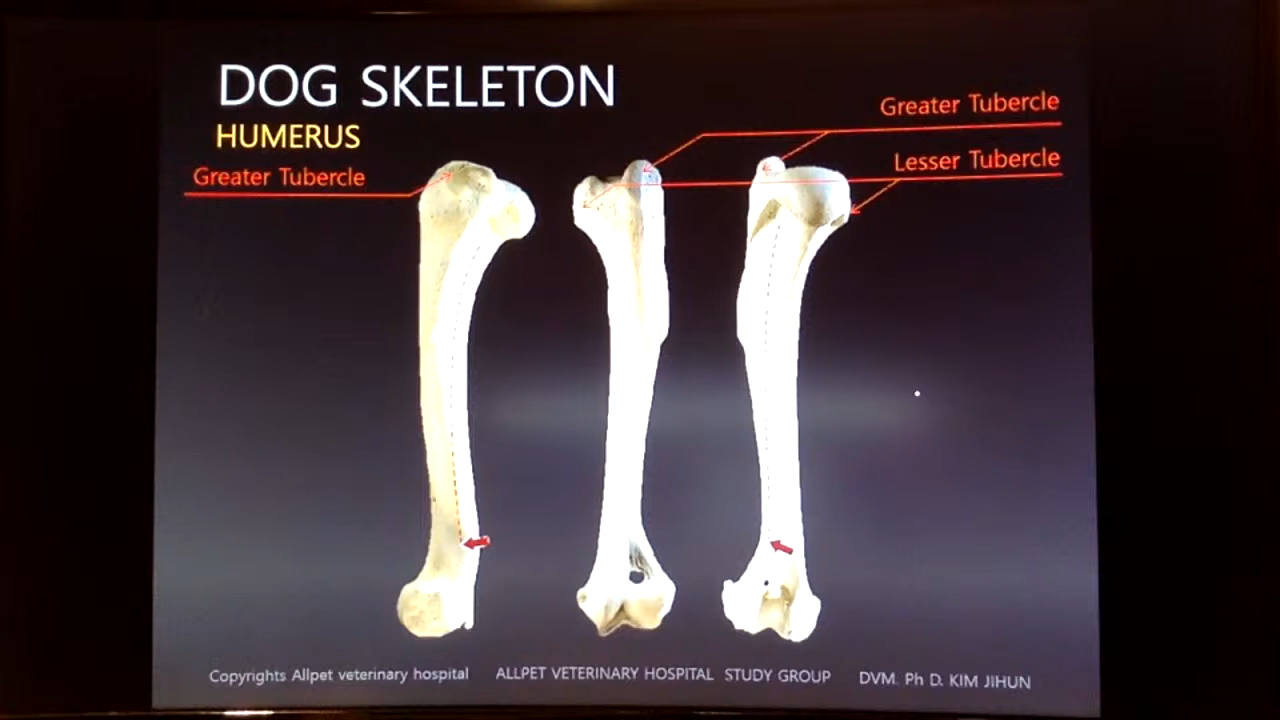 DOG SKELETON
HUMERUS
Greater Tubercle
Greater Tubercle
Lesser Tubercle
Copyrights Allpet veterinary hospital ALLPET VETERINARY HOSPITAL STUDY GROUP DVM. Ph D. KIM JIHUN